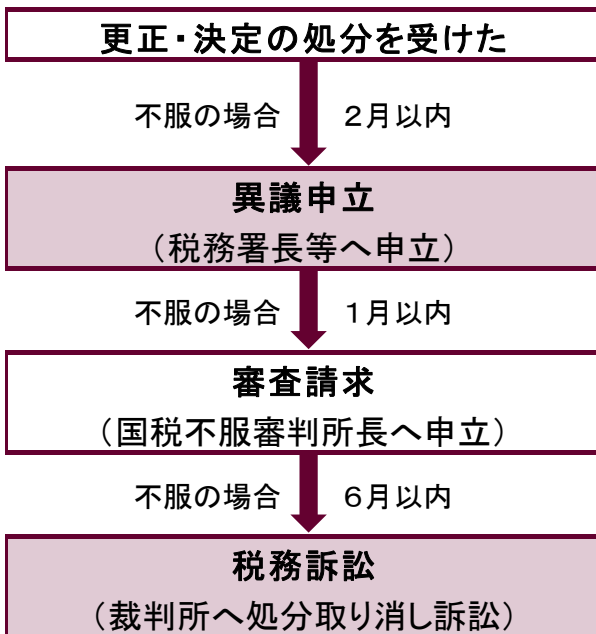 更正・決定の処分を受けた
不服の場合 2月以内
異議申立
（税務署長等へ申立）
不服の場合 1月以内
審査請求
（国税不服審判所長へ申立）
不服の場合 6月以内
税務訴訟
（裁判所へ処分取り消し訴訟）